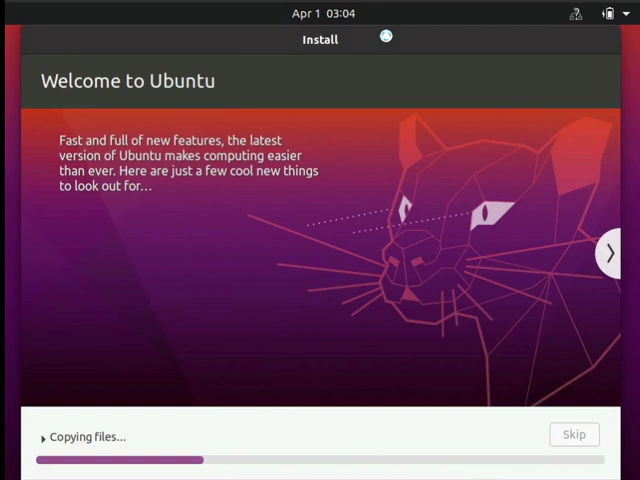 Apr 1 03:04
Install
Welcome to Ubuntu
Fast and full of new features, the latest
version of Ubuntu makes computing easier
than ever. Here are just a few cool new things
to look out for...
Copying files...
Skip